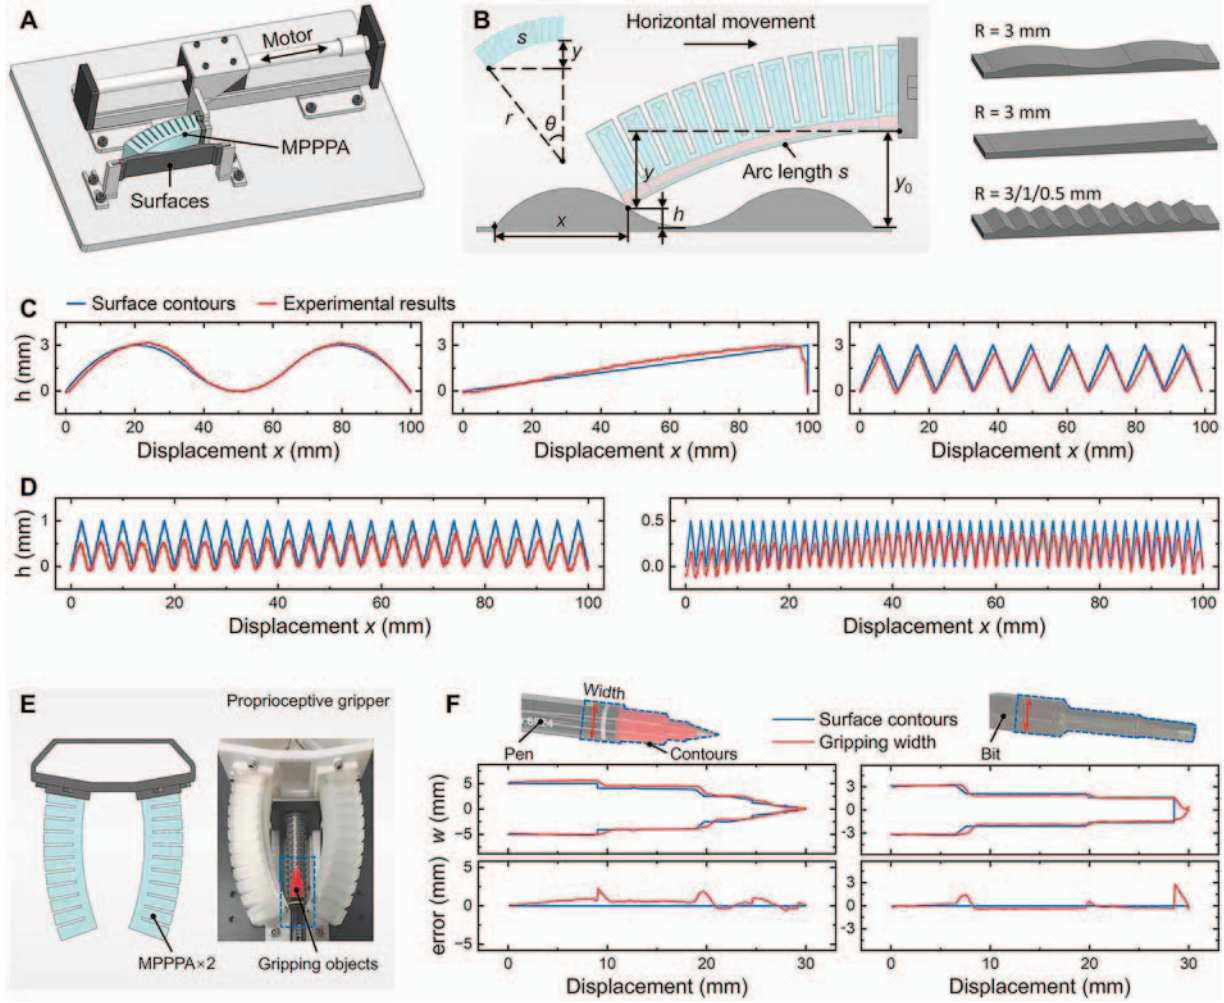 A
Motor
MPPPA
Surfaces
B
Horizontal movement
s
y
r
θ
y
Arc length s
y0
h
x
R = 3 mm
R = 3 mm
R = 3/1/0.5 mm
C
Surface contours
Experimental results
h (mm)
3
0
0 20 40 60 80 100
Displacement x (mm)
3
0
0 20 40 60 80 100
Displacement x (mm)
3
0
0 20 40 60 80 100
Displacement x (mm)
D
h (mm)
1
0
0 20 40 60 80 100
Displacement x (mm)
0.5
0.0
0 20 40 60 80 100
Displacement x (mm)
E
Proprioceptive gripper
MPPPA×2
Gripping objects
F
Width
Pen
Contours
Surface contours
Gripping width
Bit
w (mm)
5
0
-5
3
0
-3
error (mm)
5
0
-5
0 10 20 30
Displacement (mm)
3
0
-3
0 10 20 30
Displacement (mm)